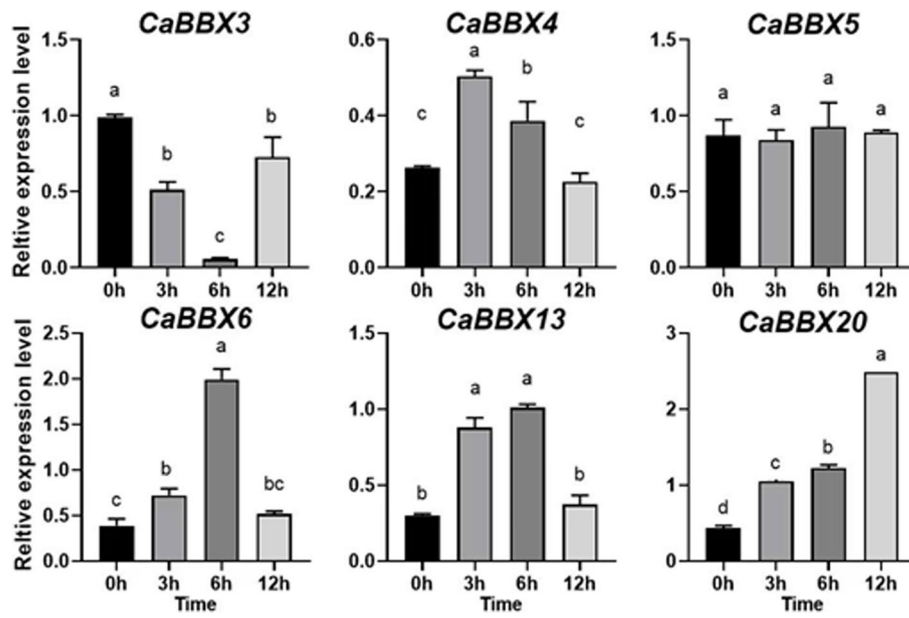 CaBBX3
Reltive expression level
1.5
1.0
0.5
0.0
a
b
c
b
0h 3h 6h 12h
CaBBX4
0.6
0.4
0.2
0.0
c
a
b
c
0h 3h 6h 12h
CaBBX5
1.5
1.0
0.5
0.0
a
a
a
a
0h 3h 6h 12h
CaBBX6
Reltive expression level
2.5
2.0
1.5
1.0
0.5
0.0
c
b
a
bc
0h 3h 6h 12h
Time
CaBBX13
1.5
1.0
0.5
0.0
b
a
a
b
0h 3h 6h 12h
Time
CaBBX20
3
2
1
0
d
c
b
a
0h 3h 6h 12h
Time